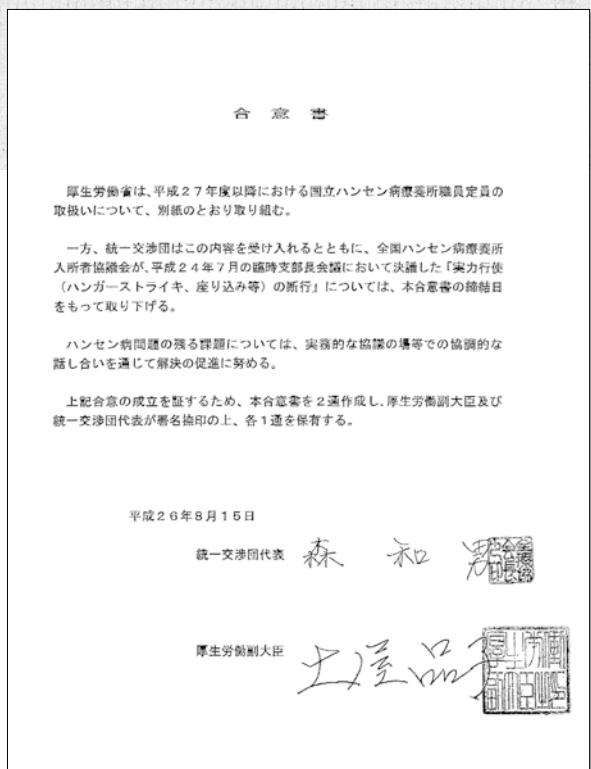 合意書
厚生労働省は、平成27年度以降における国立ハンセン病療養所職員定員の
取扱いについて、別紙のとおり取り組む。
一方、統一交渉団はこの内容を受け入れるとともに、全国ハンセン病療養所
入所者協議会が、平成24年7月の臨時支部長会議において決議した『実力行使
(ハンガーストライキ、座り込み等)の断行』については、本合意書の締結日
をもって取り下げる。
ハンセン病問題の残る課題については、実務的な協議の場等での協調的な
話し合いを通じて解決の促進に努める。
上記合意の成立を証するため、本合意書を2通作成し、厚生労働副大臣及び
統一交渉団代表が署名捺印の上、各1通を保有する。
平成26年8月15日
統一交渉団代表 森 和男
厚生労働副大臣 土屋品子